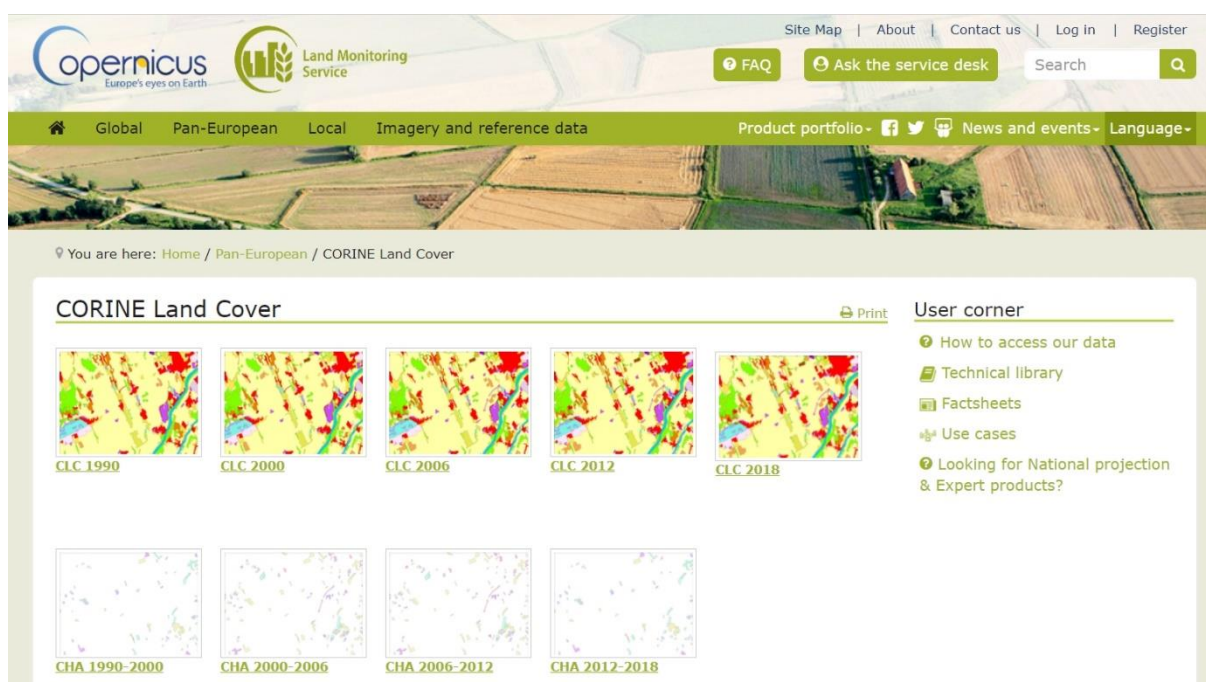 Site Map | About | Contact us | Log in | Register
opernicus
Europe's eyes on Earth
Land Monitoring
Service
FAQ
Ask the service desk
Search
Global Pan-European Local Imagery and reference data Product portfolio News and events Language
You are here: Home / Pan-European / CORINE Land Cover
CORINE Land Cover
Print
CLC 1990 CLC 2000 CLC 2006 CLC 2012 CLC 2018
CHA 1990-2000 CHA 2000-2006 CHA 2006-2012 CHA 2012-2018
User corner
How to access our data
Technical library
Factsheets
Use cases
Looking for National projection
& Expert products?